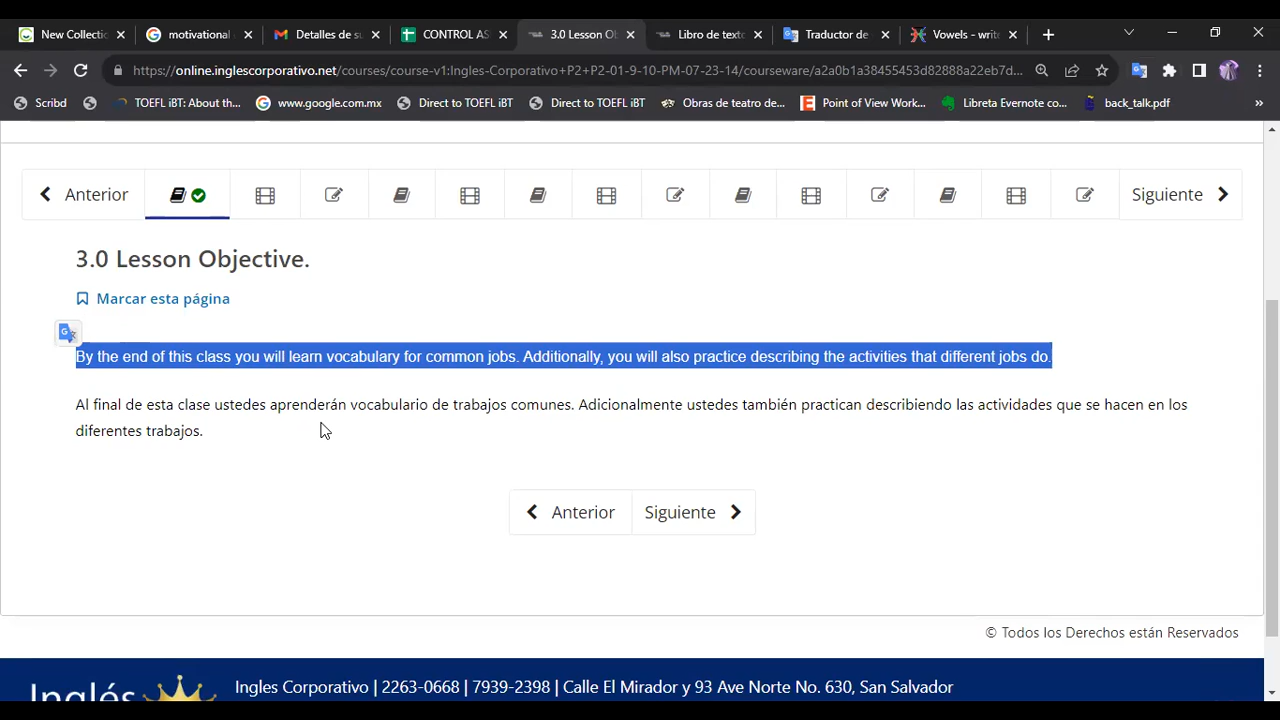 New Collectio
motivational
Detalles de su
CONTROL AS
3.0 Lesson Ob
Libro de texto
Traductor de
Vowels - write
https://online.inglescorporativo.net/courses/course-v1:Ingles-Corporativo+P2+P2-01-9-10-PM-07-23-14/courseware/a2a0b1a38455453d82888a22eb7d...
Scribd
TOEFL iBT: About th...
www.google.com.mx
Direct to TOEFL iBT
Direct to TOEFL iBT
Obras de teatro de...
Point of View Work...
Libreta Evernote co...
back_talk.pdf
»
Anterior
Siguiente
3.0 Lesson Objective.
Marcar esta página
By the end of this class you will learn vocabulary for common jobs. Additionally, you will also practice describing the activities that different jobs do.
Al final de esta clase ustedes aprenderán vocabulario de trabajos comunes. Adicionalmente ustedes también practican describiendo las actividades que se hacen en los
diferentes trabajos.
Anterior
Siguiente
© Todos los Derechos están Reservados
Inglés
Ingles Corporativo | 2263-0668 | 7939-2398 | Calle El Mirador y 93 Ave Norte No. 630, San Salvador